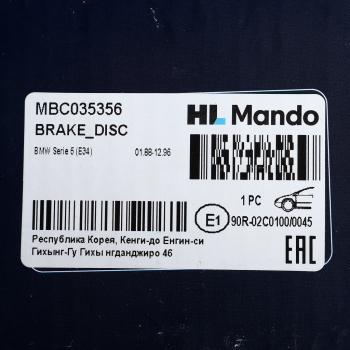 MBC035356
HL Mando
BRAKE_DISC
BMW Serie 5 (E34) 01.88-12.96
1 PC
E1 90R-02C0100/0045
Республика Корея, Кенги-до Енгин-си
Гихынг-Гу Гихы нгданджиро 46
EAC